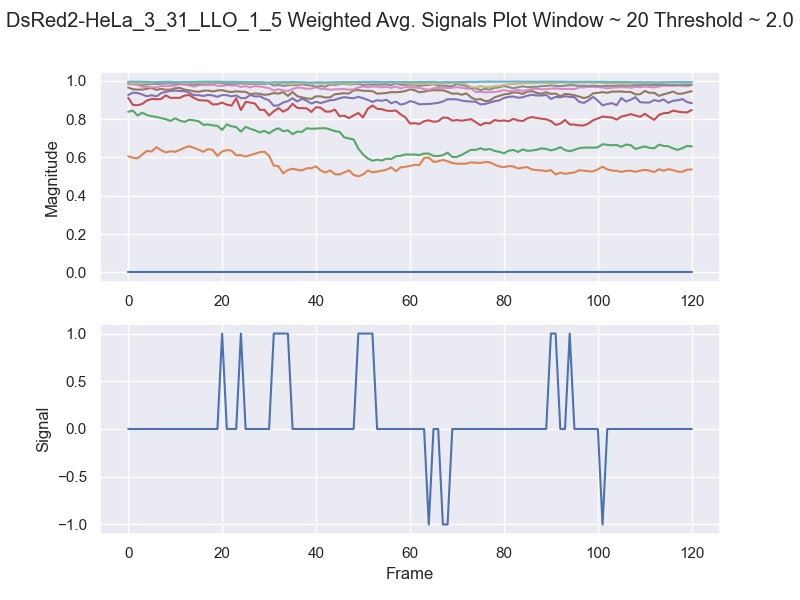 DsRed2-HeLa_3_31_LLO_1_5 Weighted Avg. Signals Plot Window ~ 20 Threshold ~ 2.0
1.0
0.8
0.6
0.4
0.2
0.0
Magnitude
0 20 40 60 80 100 120
1.0
0.5
0.0
−0.5
−1.0
Signal
0 20 40 60 80 100 120
Frame